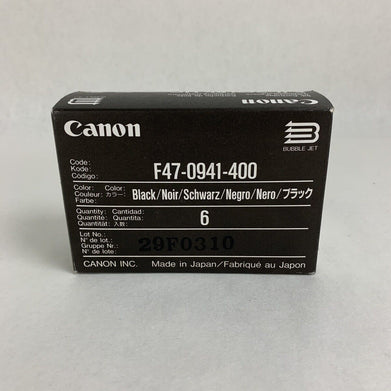 Canon
Canon
BUBBLE JET
Code:
Kode:
Código:
F47-0941-400
Color: Color:
Couleur: カラー:
Farbe:
Black/Noir/Schwarz/Negro/Nero/ブラック
Quantity: Cantidad:
Quantite: Quantita:
Quantität: 入数:
6
Lot No.:
N° de lot.:
Gruppe Nr.:
N° de lote:
29F0310
CANON INC. Made in Japan/Fabriqué au Japon